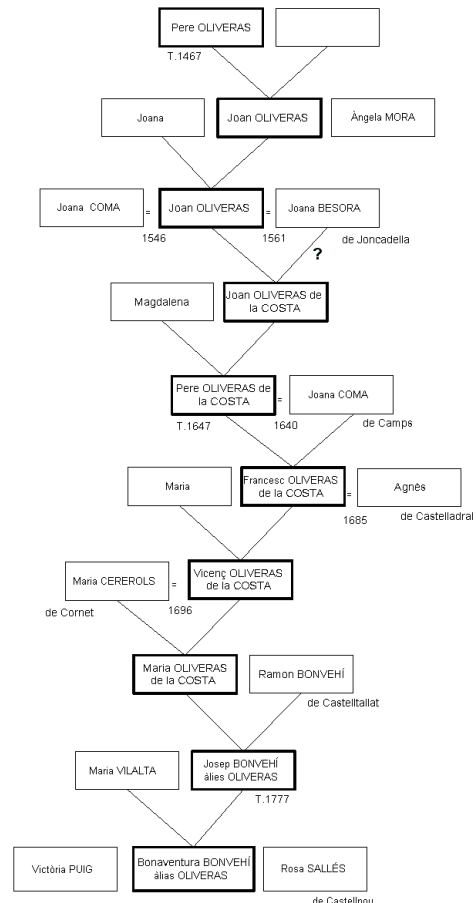 Pere OLIVERAS
T.1467
Joana
Joan OLIVERAS
Àngela MORA
Joana COMA
=
Joan OLIVERAS
=
Joana BESORA
1546
1561
de Joncadella
?
Magdalena
Joan OLIVERAS de
la COSTA
Pere OLIVERAS de
la COSTA
=
Joana COMA
T.1647
1640
de Camps
Maria
Francesc OLIVERAS
de la COSTA
=
Agnès
1685
de Castelladral
Maria CEREROLS
=
Vicenç OLIVERAS
de la COSTA
de Cornet
1696
Maria OLIVERAS
de la COSTA
Ramon BONVEHÍ
de Castelltallat
Maria VILALTA
Josep BONVEHÍ
àlies OLIVERAS
T.1777
Victòria PUIG
Bonaventura BONVEHÍ
àlias OLIVERAS
Rosa SALLÉS
de Castellnou